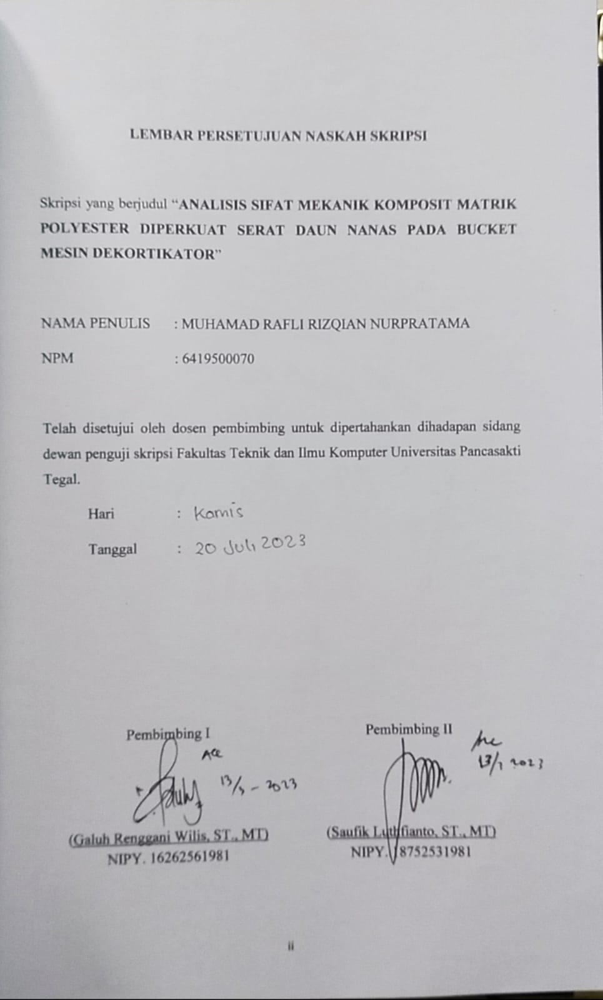 LEMBAR PERSETUJUAN NASKAH SKRIPSI
Skripsi yang berjudul “ANALISIS SIFAT MEKANIK KOMPOSIT MATRIK
POLYESTER DIPERKUAT SERAT DAUN NANAS PADA BUCKET
MESIN DEKORTIKATOR”
NAMA PENULIS : MUHAMAD RAFLI RIZQIAN NURPRATAMA
NPM : 6419500070
Telah disetujui oleh dosen pembimbing untuk dipertahankan dihadapan sidang
dewan penguji skripsi Fakultas Teknik dan Ilmu Komputer Universitas Pancasakti
Tegal.
Hari : Kamis
Tanggal : 20 Juli 2023
Pembimbing I
Acc
2023
(Galuh Renggani Wilis, ST., MT)
NIPY. 16262561981
Pembimbing II
Acc
13/7 2023
(Saufik Luthfianto, ST., MT)
NIPY. 8752531981
ii